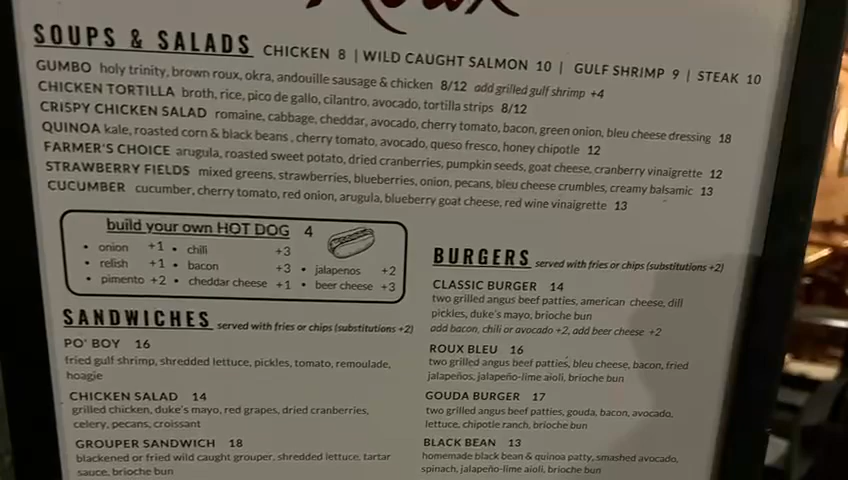 Roux
SOUPS & SALADS CHICKEN 8 | WILD CAUGHT SALMON 10 | GULF SHRIMP 9 | STEAK 10
GUMBO holy trinity, brown roux, okra, andouille sausage & chicken 8/12 add grilled gulf shrimp +4
CHICKEN TORTILLA broth, rice, pico de gallo, cilantro, avocado, tortilla strips 8/12
CRISPY CHICKEN SALAD romaine, cabbage, cheddar, avocado, cherry tomato, bacon, green onion, bleu cheese dressing 18
QUINOA kale, roasted corn & black beans, cherry tomato, avocado, queso fresco, honey chipotle 12
FARMER'S CHOICE arugula, roasted sweet potato, dried cranberries, pumpkin seeds, goat cheese, cranberry vinaigrette 12
STRAWBERRY FIELDS mixed greens, strawberries, blueberries, onion, pecans, bleu cheese crumbles, creamy balsamic 13
CUCUMBER cucumber, cherry tomato, red onion, arugula, blueberry goat cheese, red wine vinaigrette 13
build your own HOT DOG 4
• onion +1 • chili +3
• relish +1 • bacon +3 • jalapenos +2
• pimento +2 • cheddar cheese +1 • beer cheese +3
SANDWICHES served with fries or chips (substitutions +2)
PO' BOY 16
fried gulf shrimp, shredded lettuce, pickles, tomato, remoulade,
hoagie
CHICKEN SALAD 14
grilled chicken, duke's mayo, red grapes, dried cranberries,
celery, pecans, croissant
GROUPER SANDWICH 18
blackened or fried wild caught grouper, shredded lettuce, tartar
sauce, brioche bun
BURGERS served with fries or chips (substitutions +2)
CLASSIC BURGER 14
two grilled angus beef patties, american cheese, dill
pickles, duke's mayo, brioche bun
add bacon, chili or avocado +2, add beer cheese +2
ROUX BLEU 16
two grilled angus beef patties, bleu cheese, bacon, fried
jalapeños, jalapeño-lime aioli, brioche bun
GOUDA BURGER 17
two grilled angus beef patties, gouda, bacon, avocado,
lettuce, chipotle ranch, brioche bun
BLACK BEAN 13
homemade black bean & quinoa patty, smashed avocado,
spinach, jalapeño-lime aioli, brioche bun